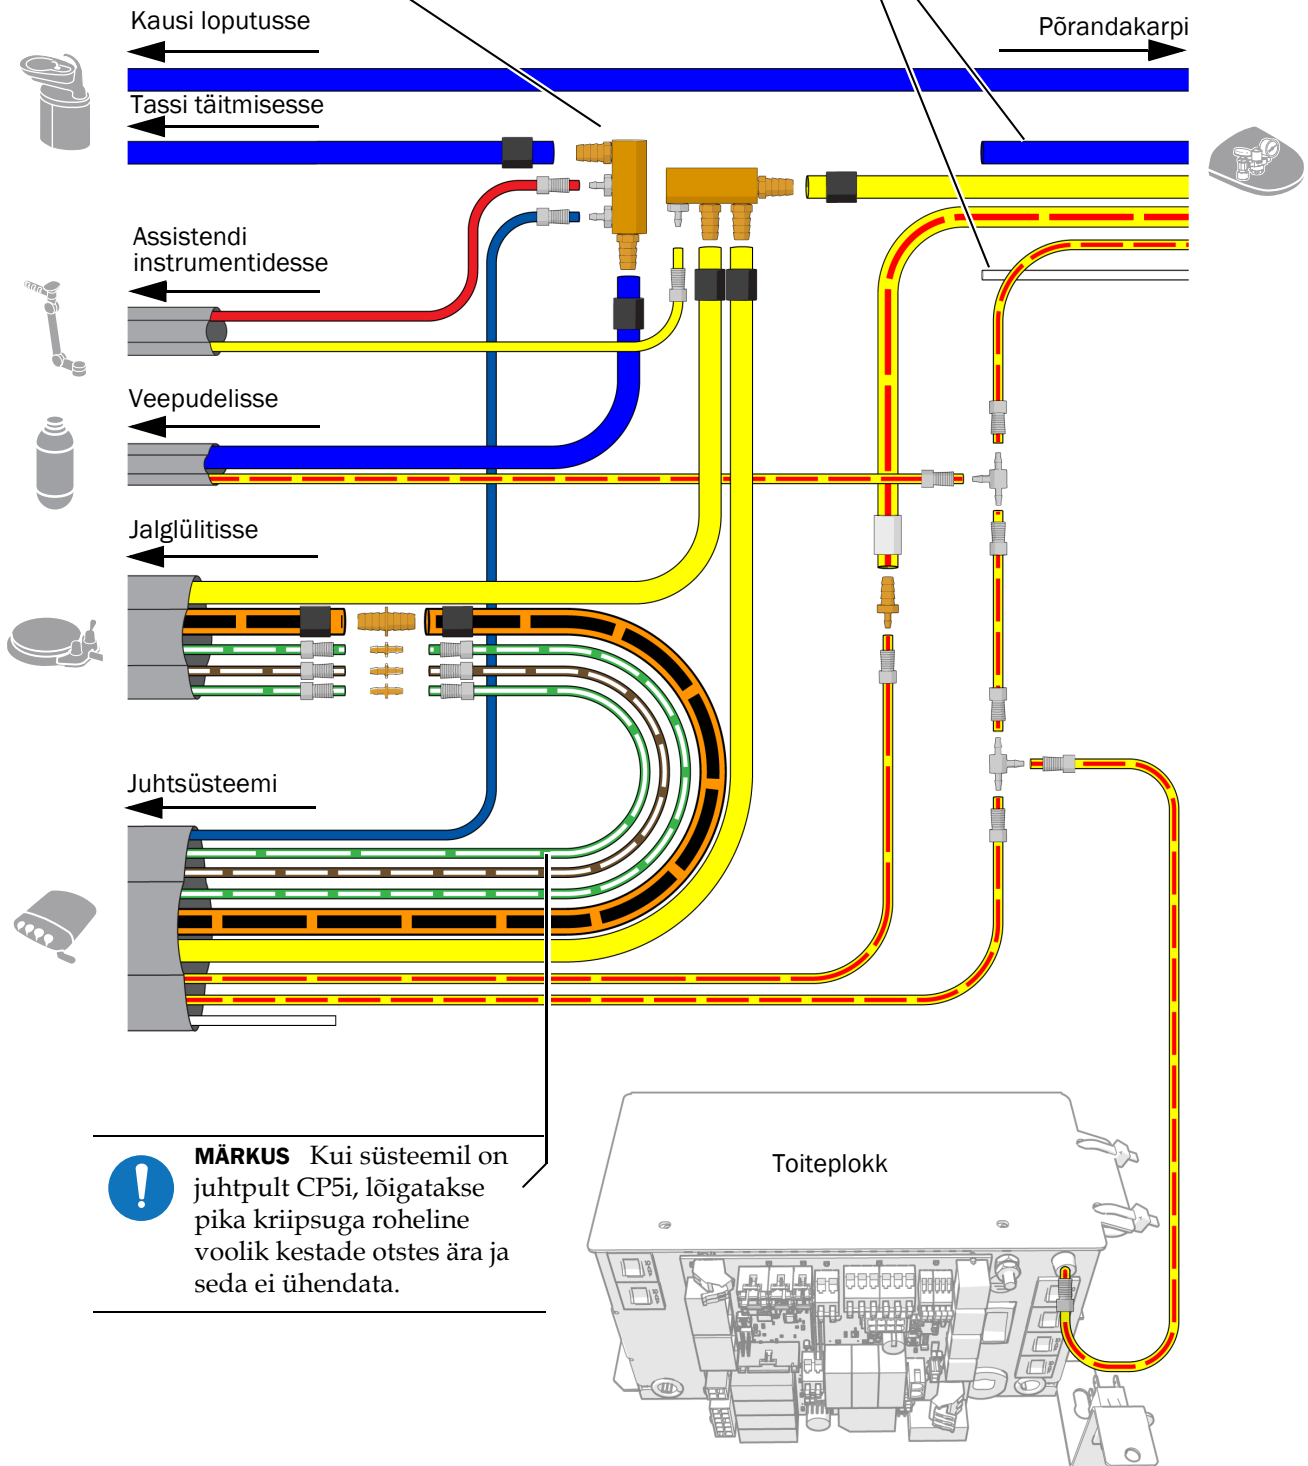 Kausi loputusse
Põrandakarpi
Tassi täitmisesse
Assistendi
instrumentidesse
Veepudelisse
Jalglülitisse
Juhtsüsteemi
MÄRKUS Kui süsteemil on
juhtpult CP5i, lõigatakse
pika kriipsuga roheline
voolik kestade otstes ära ja
seda ei ühendata.
Toiteplokk